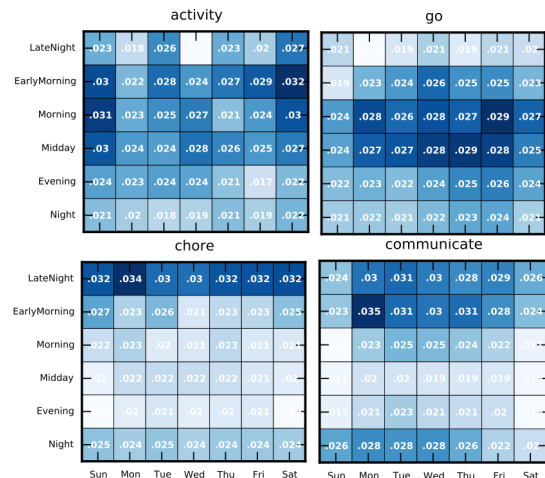 activity
go
LateNight .023 .018 .026 .023 .02 .027
.021 .019 .021 .019 .021 .02
EarlyMorning .03 .022 .028 .024 .027 .029 .032
.019 .023 .024 .026 .025 .025 .023
Morning .031 .023 .025 .027 .021 .024 .03
.024 .028 .026 .028 .027 .029 .027
Midday .03 .024 .024 .028 .026 .025 .027
.024 .027 .027 .028 .029 .028 .025
Evening .024 .023 .024 .024 .021 .017 .022
.022 .024 .022 .024 .025 .026 .024
Night .021 .02 .018 .019 .021 .019 .022
.021 .022 .021 .022 .023 .024 .021
chore
communicate
LateNight .032 .034 .03 .03 .032 .032 .032
.024 .03 .031 .03 .028 .029 .026
EarlyMorning .027 .023 .026 .021 .023 .023 .025
.023 .035 .031 .03 .031 .028 .024
Morning .022 .023 .02 .021 .023 .021
.023 .025 .025 .024 .022
Midday .022 .022 .022 .022 .021
.02 .019 .019 .019
Evening .02 .021 .02 .021
.017 .021 .023 .021 .021
Night .025 .024 .025 .024 .024 .024 .024
.026 .028 .028 .028 .026 .022 .02
Sun Mon Tue Wed Thu Fri Sat
Sun Mon Tue Wed Thu Fri Sat